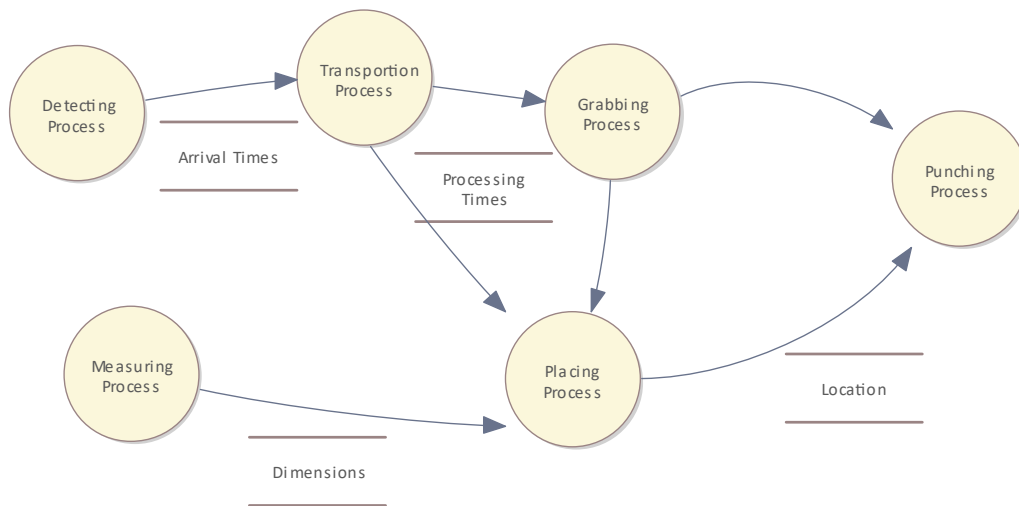 Detecting
Process
Arrival Times
Transportion
Process
Processing
Times
Grabbing
Process
Punching
Process
Measuring
Process
Dimensions
Placing
Process
Location